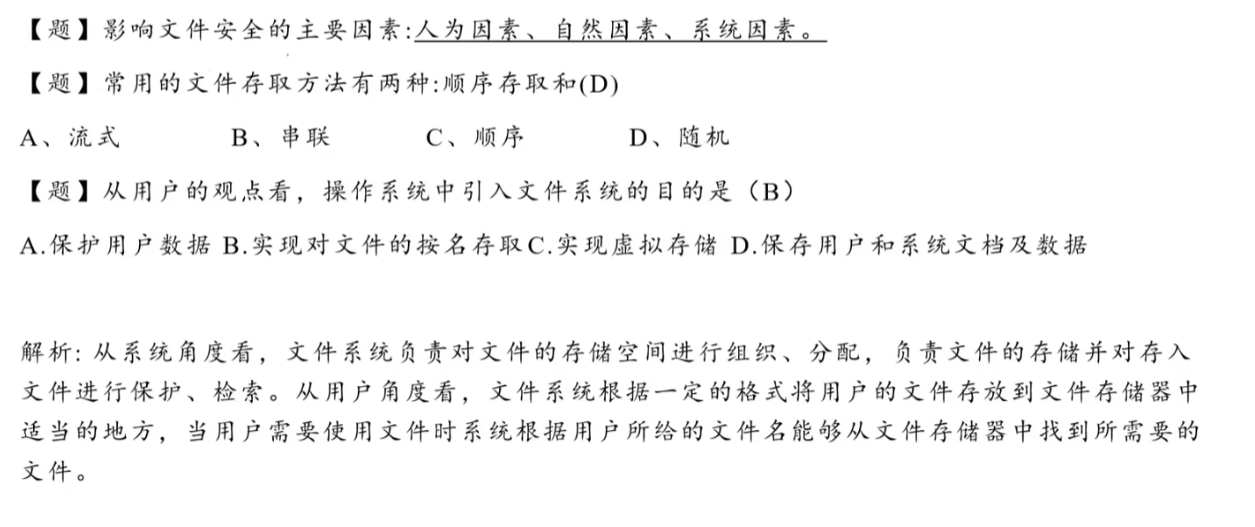 【题】影响文件安全的主要因素:人为因素、自然因素、系统因素。
【题】常用的文件存取方法有两种:顺序存取和(D)
A、流式 B、串联 C、顺序 D、随机
【题】从用户的观点看，操作系统中引入文件系统的目的是（B）
A.保护用户数据 B.实现对文件的按名存取C.实现虚拟存储 D.保存用户和系统文档及数据
解析: 从系统角度看，文件系统负责对文件的存储空间进行组织、分配，负责文件的存储并对存入
文件进行保护、检索。从用户角度看，文件系统根据一定的格式将用户的文件存放到文件存储器中
适当的地方，当用户需要使用文件时系统根据用户所给的文件名能够从文件存储器中找到所需要的
文件。